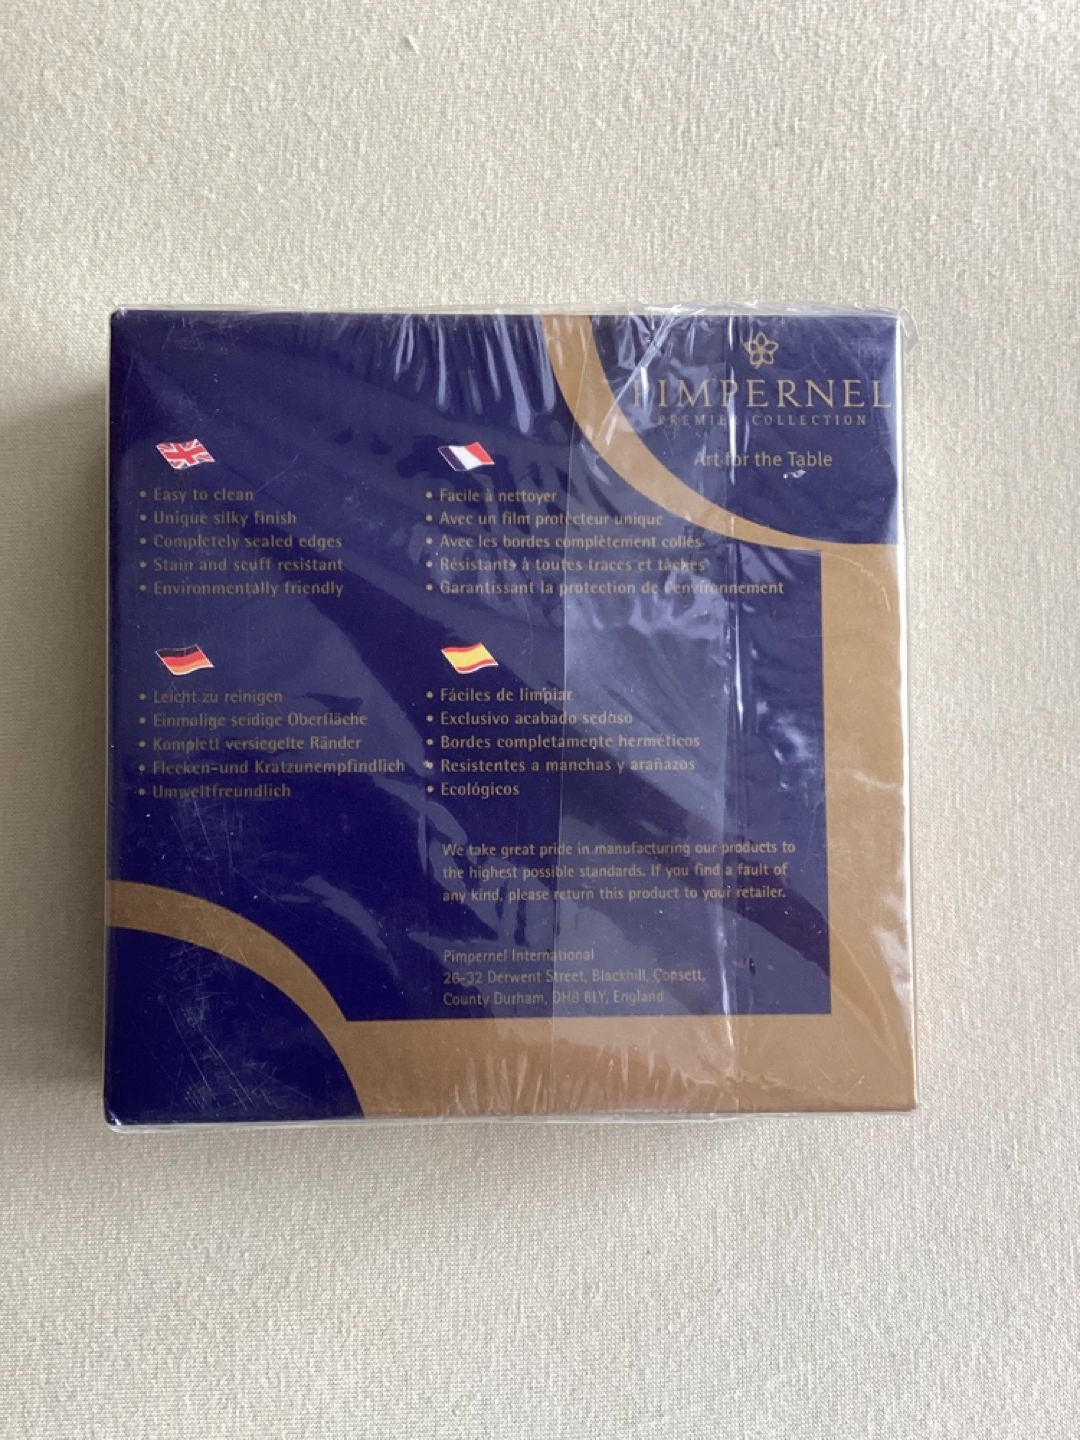 PIMPERNEL
PREMIER COLLECTION
Art for the Table
• Easy to clean
• Unique silky finish
• Completely sealed edges
• Stain and scuff resistant
• Environmentally friendly
• Facile à nettoyer
• Avec un film protecteur unique
• Avec les bordes complètement collés
• Résistants à toutes traces et tâches
• Garantissant la protection de l'environnement
• Leicht zu reinigen
• Einmalige seidige Oberfläche
• Komplett versiegelte Ränder
• Flecken-und Kratzunempfindlich
• Umweltfreundlich
• Fáciles de limpiar
• Exclusivo acabado sedoso
• Bordes completamente herméticos
• Resistentes a manchas y arañazos
• Ecológicos
We take great pride in manufacturing our products to
the highest possible standards. If you find a fault of
any kind, please return this product to your retailer.
Pimpernel International
26-32 Derwent Street, Blackhill, Consett,
County Durham, DH8 8LY, England